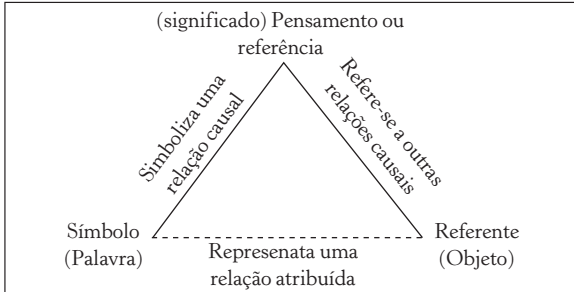 (significado) Pensamento ou
referência
Simboliza uma
relação causal
Refere-se a outras
relações causais
Símbolo
(Palavra)
Referente
(Objeto)
Represenata uma
relação atribuída